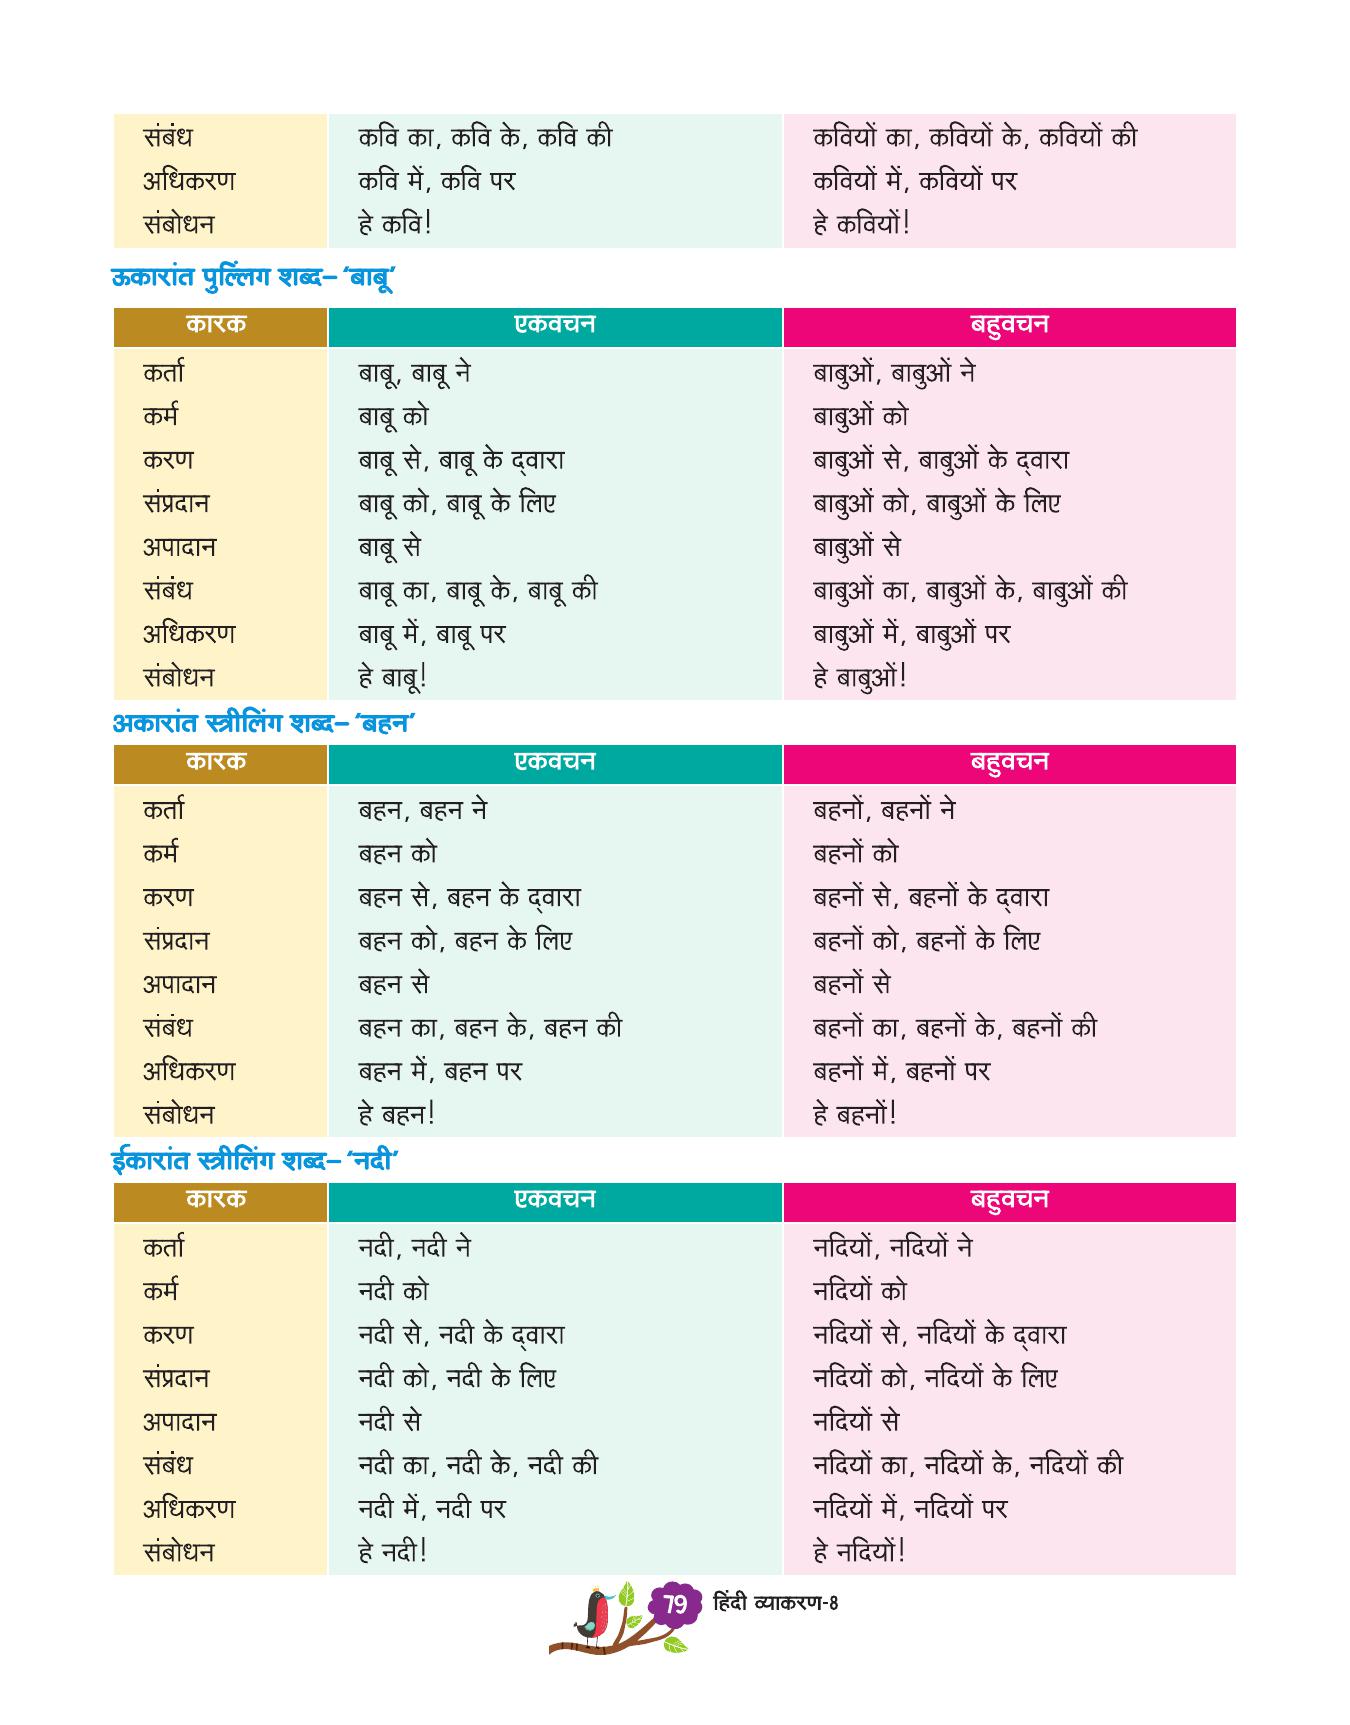 संबंध कवि का, कवि के, कवि की कवियों का, कवियों के, कवियों की
अधिकरण कवि में, कवि पर कवियों में, कवियों पर
संबोधन हे कवि! हे कवियों!
ऊकारांत पुल्लिंग शब्द– ‘बाबू’
कारक एकवचन बहुवचन
कर्ता बाबू, बाबू ने बाबुओं, बाबुओं ने
कर्म बाबू को बाबुओं को
करण बाबू से, बाबू के द्‌वारा बाबुओं से, बाबुओं के द्‌वारा
संप्रदान बाबू को, बाबू के लिए बाबुओं को, बाबुओं के लिए
अपादान बाबू से बाबुओं से
संबंध बाबू का, बाबू के, बाबू की बाबुओं का, बाबुओं के, बाबुओं की
अधिकरण बाबू में, बाबू पर बाबुओं में, बाबुओं पर
संबोधन हे बाबू! हे बाबुओं!
अकारांत स्त्रीलिंग शब्द– ‘बहन’
कारक एकवचन बहुवचन
कर्ता बहन, बहन ने बहनों, बहनों ने
कर्म बहन को बहनों को
करण बहन से, बहन के द्‌वारा बहनों से, बहनों के द्‌वारा
संप्रदान बहन को, बहन के लिए बहनों को, बहनों के लिए
अपादान बहन से बहनों से
संबंध बहन का, बहन के, बहन की बहनों का, बहनों के, बहनों की
अधिकरण बहन में, बहन पर बहनों में, बहनों पर
संबोधन हे बहन! हे बहनों!
ईकारांत स्त्रीलिंग शब्द– ‘नदी’
कारक एकवचन बहुवचन
कर्ता नदी, नदी ने नदियों, नदियों ने
कर्म नदी को नदियों को
करण नदी से, नदी के द्‌वारा नदियों से, नदियों के द्‌वारा
संप्रदान नदी को, नदी के लिए नदियों को, नदियों के लिए
अपादान नदी से नदियों से
संबंध नदी का, नदी के, नदी की नदियों का, नदियों के, नदियों की
अधिकरण नदी में, नदी पर नदियों में, नदियों पर
संबोधन हे नदी! हे नदियों!
79 हिंदी व्याकरण-8